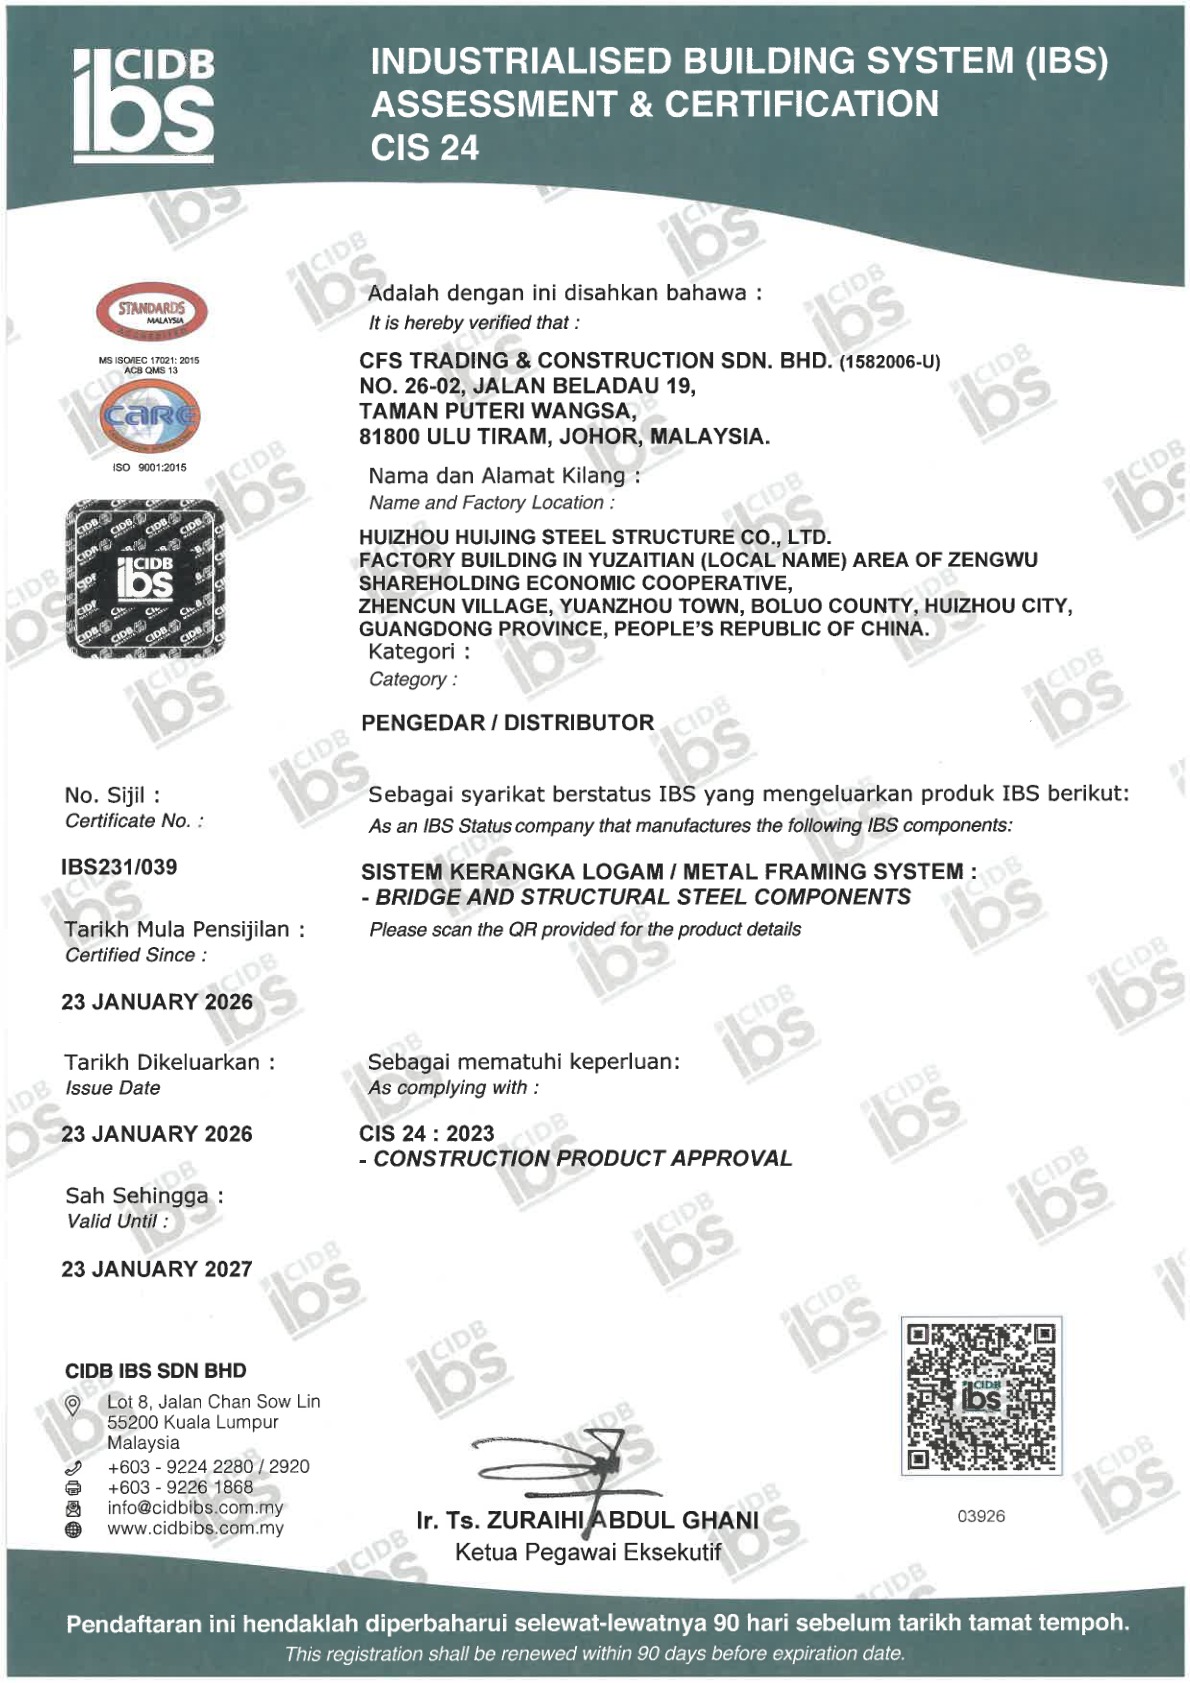 CIDB
ibs
INDUSTRIALISED BUILDING SYSTEM (IBS)
ASSESSMENT & CERTIFICATION
CIS 24
STANDARDS
MALAYSIA
ACCREDITED
MS ISO/IEC 17021: 2015
ACB QMS 13
care
ISO 9001:2015
CIDB
ibs
Adalah dengan ini disahkan bahawa :
It is hereby verified that :
CFS TRADING & CONSTRUCTION SDN. BHD. (1582006-U)
NO. 26-02, JALAN BELADAU 19,
TAMAN PUTERI WANGSA,
81800 ULU TIRAM, JOHOR, MALAYSIA.
Nama dan Alamat Kilang :
Name and Factory Location :
HUIZHOU HUIJING STEEL STRUCTURE CO., LTD.
FACTORY BUILDING IN YUZAITIAN (LOCAL NAME) AREA OF ZENGWU
SHAREHOLDING ECONOMIC COOPERATIVE,
ZHENCUN VILLAGE, YUANZHOU TOWN, BOLUO COUNTY, HUIZHOU CITY,
GUANGDONG PROVINCE, PEOPLE'S REPUBLIC OF CHINA.
Kategori :
Category :
PENGEDAR / DISTRIBUTOR
No. Sijil :
Certificate No. :
IBS231/039
Tarikh Mula Pensijilan :
Certified Since :
23 JANUARY 2026
Tarikh Dikeluarkan :
Issue Date
23 JANUARY 2026
Sah Sehingga :
Valid Until :
23 JANUARY 2027
Sebagai syarikat berstatus IBS yang mengeluarkan produk IBS berikut:
As an IBS Status company that manufactures the following IBS components:
SISTEM KERANGKA LOGAM / METAL FRAMING SYSTEM :
- BRIDGE AND STRUCTURAL STEEL COMPONENTS
Please scan the QR provided for the product details
Sebagai mematuhi keperluan:
As complying with :
CIS 24 : 2023
- CONSTRUCTION PRODUCT APPROVAL
CIDB IBS SDN BHD
Lot 8, Jalan Chan Sow Lin
55200 Kuala Lumpur
Malaysia
+603 - 9224 2280 / 2920
+603 - 9226 1868
info@cidbibs.com.my
www.cidbibs.com.my
Ir. Ts. ZURAIHI ABDUL GHANI
Ketua Pegawai Eksekutif
CIDB
ibs
03926
Pendaftaran ini hendaklah diperbaharui selewat-lewatnya 90 hari sebelum tarikh tamat tempoh.
This registration shall be renewed within 90 days before expiration date.